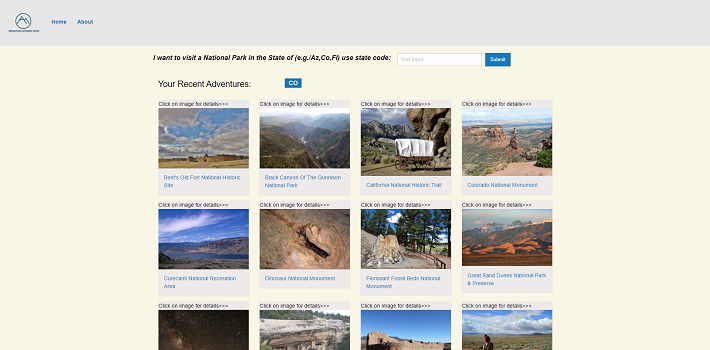 Home About
I want to visit a National Park in the State of (e.g./Az,Co,Fl) use state code: Text input Submit
Your Recent Adventures: CO
Click on image for details>>> Click on image for details>>> Click on image for details>>> Click on image for details>>>
Bent's Old Fort National Historic
Site
Black Canyon Of The Gunnison
National Park
California National Historic Trail
Colorado National Monument
Click on image for details>>> Click on image for details>>> Click on image for details>>> Click on image for details>>>
Curecanti National Recreation
Area
Dinosaur National Monument
Florissant Fossil Beds National
Monument
Great Sand Dunes National Park
& Preserve
Click on image for details>>> Click on image for details>>> Click on image for details>>> Click on image for details>>>